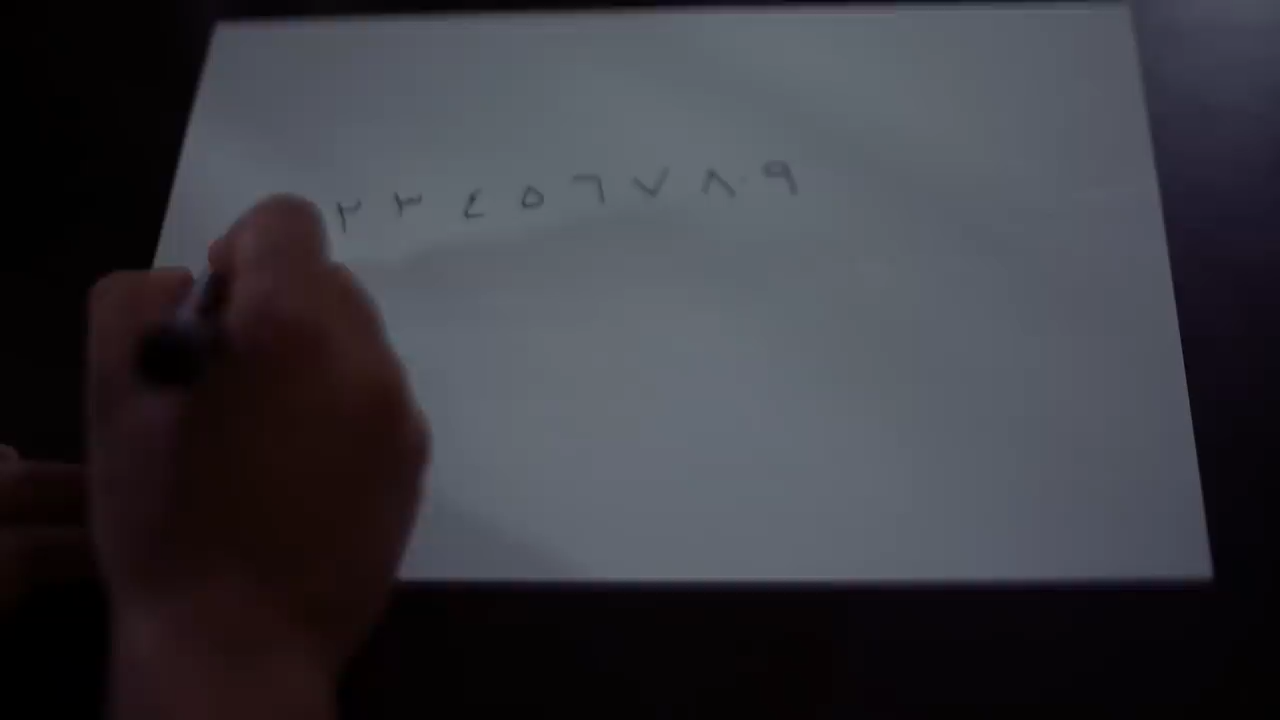 ٢ ٣ ٤ ٥ ٦ ٧ ٨ ٩